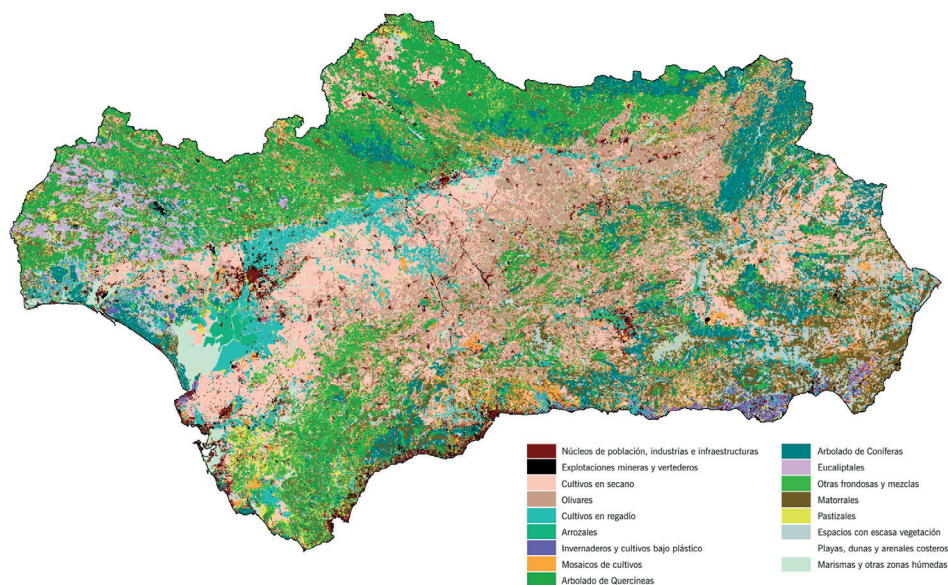 Núcleos de población, industrias e infraestructuras
Explotaciones mineras y vertederos
Cultivos en secano
Olivares
Cultivos en regadío
Arrozales
Invernaderos y cultivos bajo plástico
Mosaicos de cultivos
Arbolado de Quercíneas
Arbolado de Coníferas
Eucaliptales
Otras frondosas y mezclas
Matorrales
Pastizales
Espacios con escasa vegetación
Playas, dunas y arenales costeros
Marismas y otras zonas húmedas